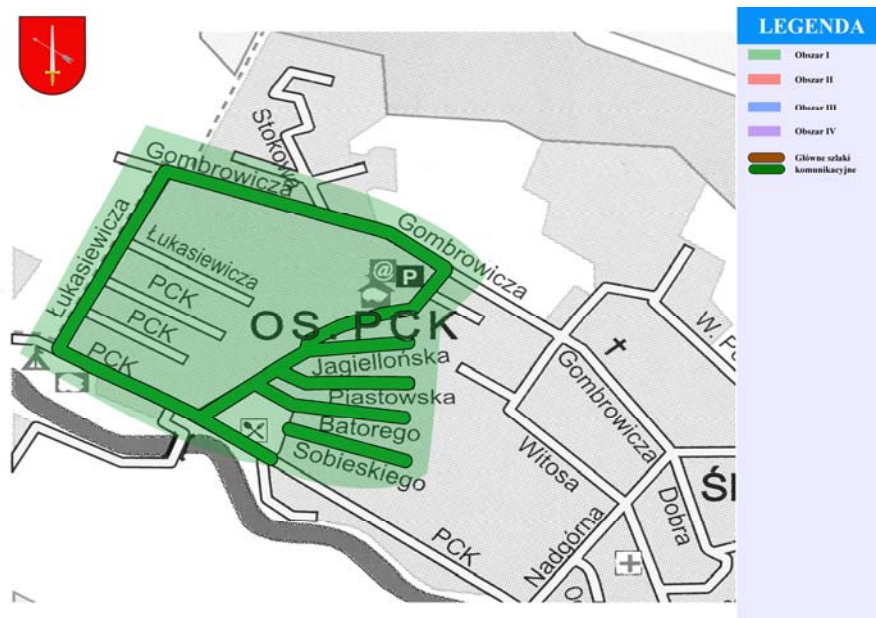 LEGENDA
Obszar I
Obszar II
Obszar III
Obszar IV
Główne szlaki
komunikacyjne
Stokowa
Gombrowicza
Gombrowicza
Łukasiewicza
Łukasiewicza
PCK
PCK
PCK
@
P
OS. PCK
Jagiellońska
Piastowska
Batorego
Sobieskiego
Gombrowicza
Witosa
PCK
Nadgórna
Dobra